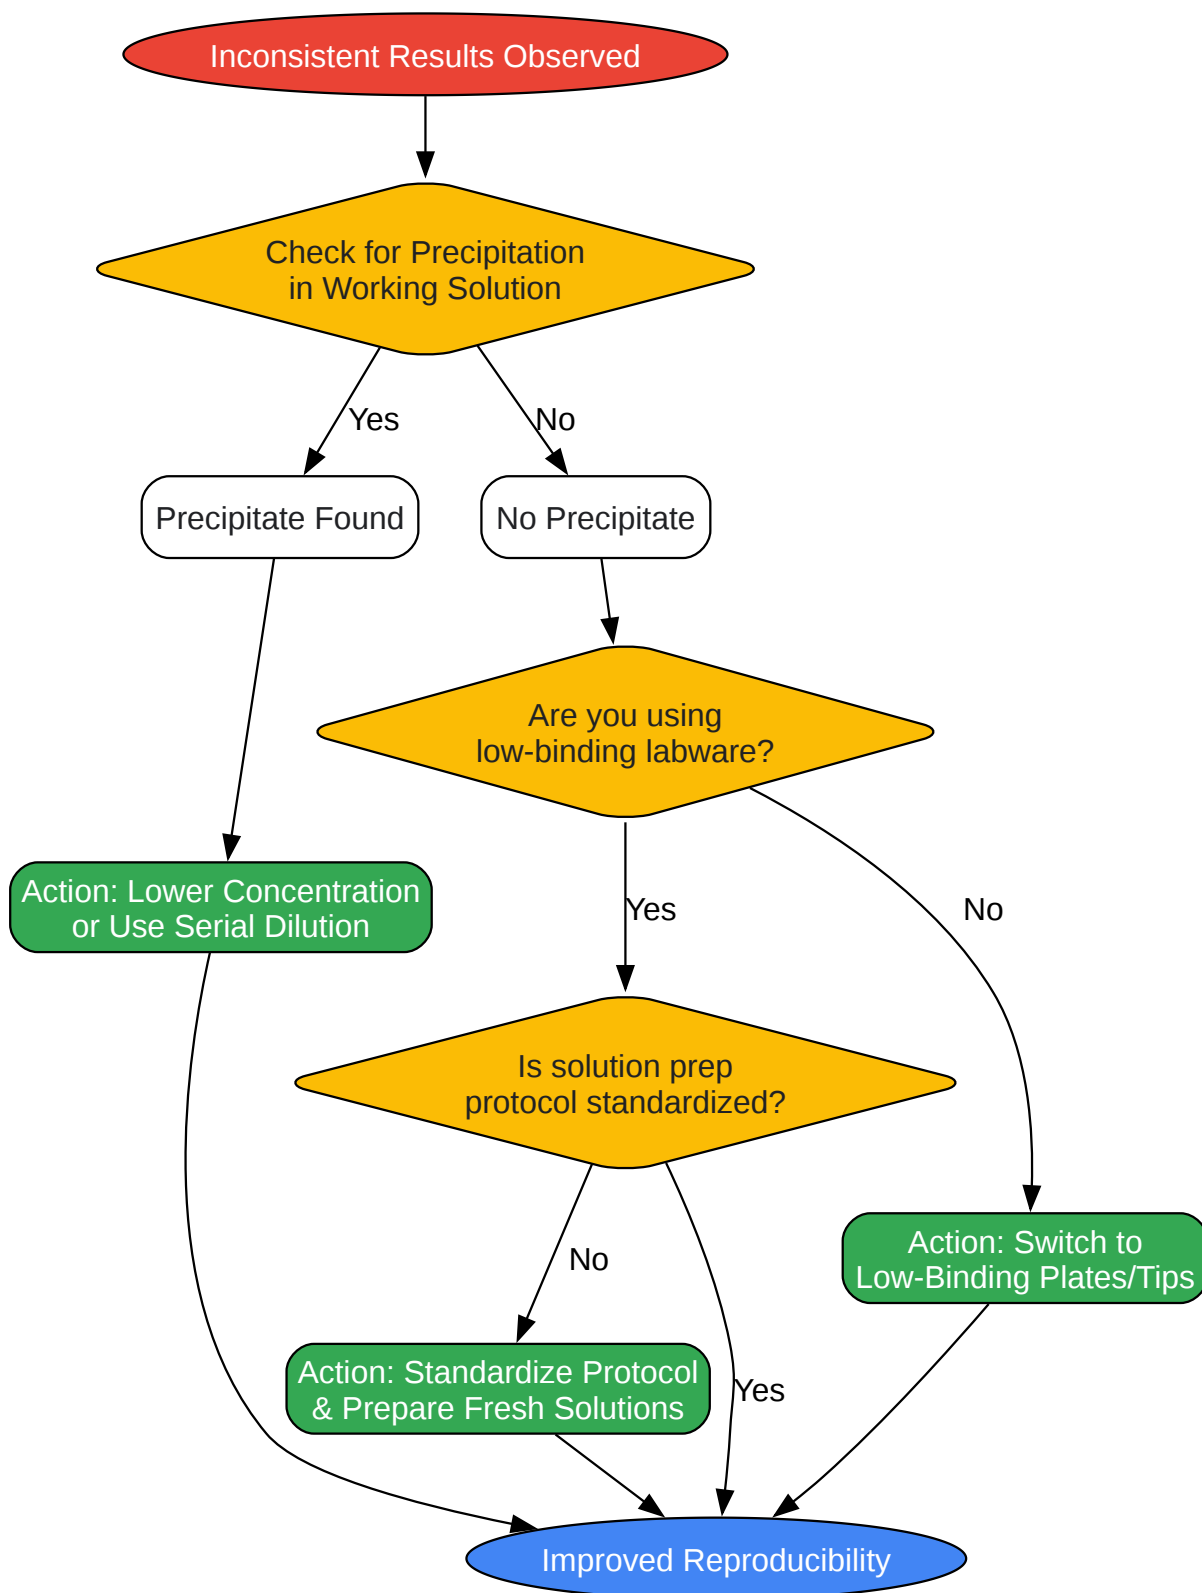 Inconsistent Results Observed
Check for Precipitation
in Working Solution
Yes
No
Precipitate Found
No Precipitate
Are you using
low-binding labware?
Action: Lower Concentration
or Use Serial Dilution
Yes
No
Is solution prep
protocol standardized?
No
Action: Switch to
Low-Binding Plates/Tips
Action: Standardize Protocol
& Prepare Fresh Solutions
Yes
Improved Reproducibility